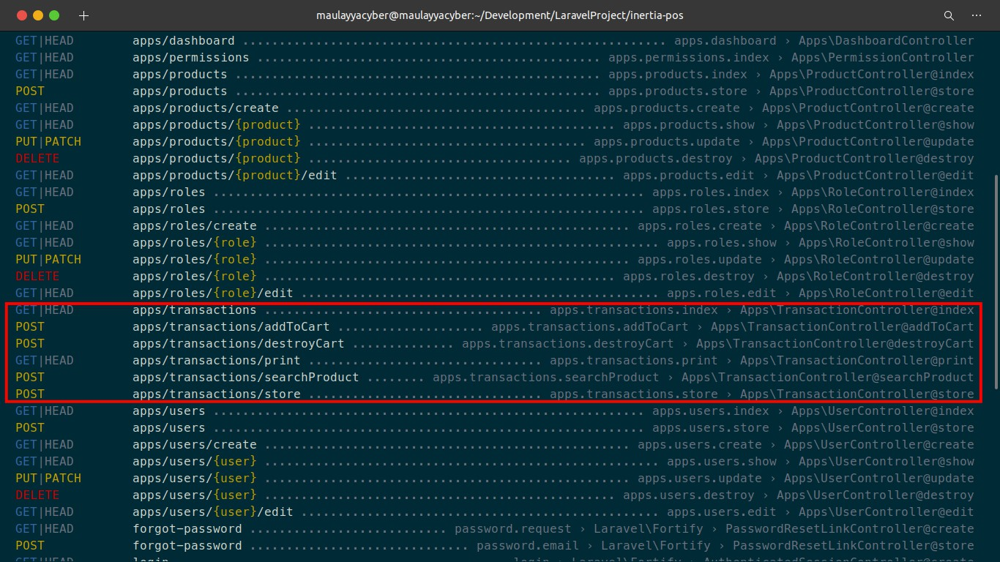 maulayyacyber@maulayyacyber:~/Development/LaravelProject/inertia-pos
GET|HEAD apps/dashboard .......................................................... apps.dashboard › Apps\DashboardController
GET|HEAD apps/permissions ............................................... apps.permissions.index › Apps\PermissionController
GET|HEAD apps/products .................................................. apps.products.index › Apps\ProductController@index
POST apps/products .................................................. apps.products.store › Apps\ProductController@store
GET|HEAD apps/products/create ......................................... apps.products.create › Apps\ProductController@create
GET|HEAD apps/products/{product} .......................................... apps.products.show › Apps\ProductController@show
PUT|PATCH apps/products/{product} ...................................... apps.products.update › Apps\ProductController@update
DELETE apps/products/{product} .................................... apps.products.destroy › Apps\ProductController@destroy
GET|HEAD apps/products/{product}/edit ..................................... apps.products.edit › Apps\ProductController@edit
GET|HEAD apps/roles ........................................................... apps.roles.index › Apps\RoleController@index
POST apps/roles ........................................................... apps.roles.store › Apps\RoleController@store
GET|HEAD apps/roles/create .................................................. apps.roles.create › Apps\RoleController@create
GET|HEAD apps/roles/{role} ...................................................... apps.roles.show › Apps\RoleController@show
PUT|PATCH apps/roles/{role} .................................................. apps.roles.update › Apps\RoleController@update
DELETE apps/roles/{role} ................................................ apps.roles.destroy › Apps\RoleController@destroy
GET|HEAD apps/roles/{role}/edit ................................................. apps.roles.edit › Apps\RoleController@edit
GET|HEAD apps/transactions ...................................... apps.transactions.index › Apps\TransactionController@index
POST apps/transactions/addToCart .................... apps.transactions.addToCart › Apps\TransactionController@addToCart
POST apps/transactions/destroyCart .............. apps.transactions.destroyCart › Apps\TransactionController@destroyCart
GET|HEAD apps/transactions/print ................................ apps.transactions.print › Apps\TransactionController@print
POST apps/transactions/searchProduct ........ apps.transactions.searchProduct › Apps\TransactionController@searchProduct
POST apps/transactions/store ................................ apps.transactions.store › Apps\TransactionController@store
GET|HEAD apps/users ........................................................... apps.users.index › Apps\UserController@index
POST apps/users ........................................................... apps.users.store › Apps\UserController@store
GET|HEAD apps/users/create .................................................. apps.users.create › Apps\UserController@create
GET|HEAD apps/users/{user} ...................................................... apps.users.show › Apps\UserController@show
PUT|PATCH apps/users/{user} .................................................. apps.users.update › Apps\UserController@update
DELETE apps/users/{user} ................................................ apps.users.destroy › Apps\UserController@destroy
GET|HEAD apps/users/{user}/edit ................................................. apps.users.edit › Apps\UserController@edit
GET|HEAD forgot-password ........................... password.request › Laravel\Fortify › PasswordResetLinkController@create
POST forgot-password .............................. password.email › Laravel\Fortify › PasswordResetLinkController@store
GET|HEAD login login › Laravel\Fortify › AuthenticatedSessionController@create